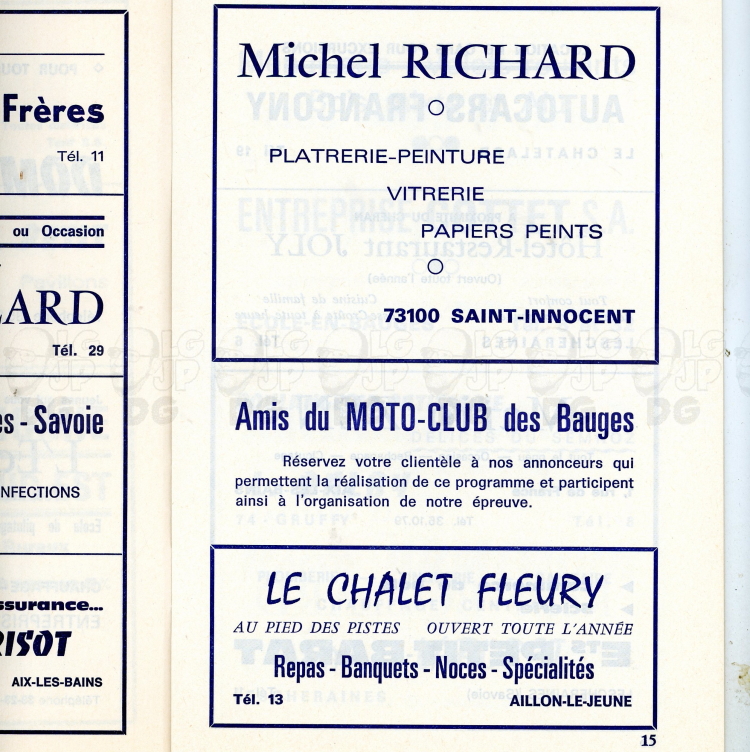 Frères
Tél. 11
ou Occasion
LARD
Tél. 29
es - Savoie
NFECTIONS
ssurance...
RISOT
AIX-LES-BAINS
Michel RICHARD
PLATRERIE-PEINTURE
VITRERIE
PAPIERS PEINTS
73100 SAINT-INNOCENT
Amis du MOTO-CLUB des Bauges
Réservez votre clientèle à nos annonceurs qui
permettent la réalisation de ce programme et participent
ainsi à l'organisation de notre épreuve.
LE CHALET FLEURY
AU PIED DES PISTES OUVERT TOUTE L'ANNÉE
Repas - Banquets - Noces - Spécialités
Tél. 13 AILLON-LE-JEUNE
15